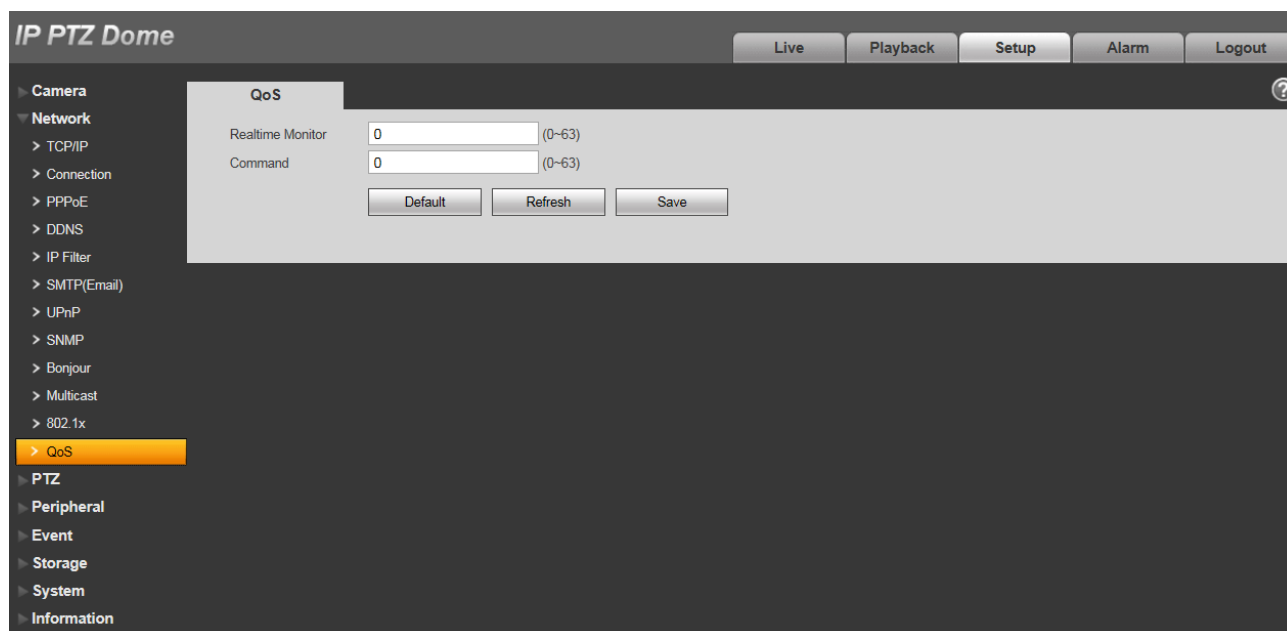 IP PTZ Dome
Live Playback Setup Alarm Logout
Camera
Network
TCP/IP
Connection
PPPoE
DDNS
IP Filter
SMTP(Email)
UPnP
SNMP
Bonjour
Multicast
802.1x
QoS
PTZ
Peripheral
Event
Storage
System
Information
QoS
?
Realtime Monitor 0 (0~63)
Command 0 (0~63)
Default Refresh Save